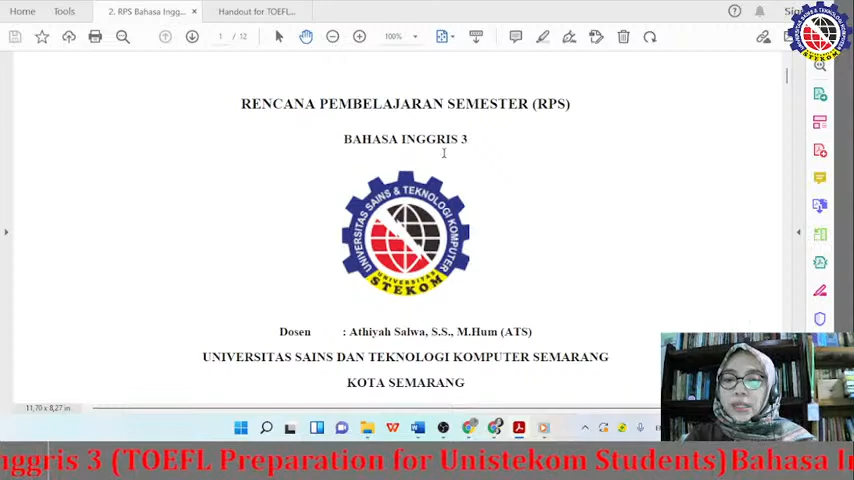 Home Tools 2. RPS Bahasa Ingg... × Handout for TOEFL... Sign
1 / 12 100%
RENCANA PEMBELAJARAN SEMESTER (RPS)
BAHASA INGGRIS 3
UNIVERSITAS SAINS & TEKNOLOGI KOMPUTER
UNIVERSITAS
STEKOM
Dosen : Athiyah Salwa, S.S., M.Hum (ATS)
UNIVERSITAS SAINS DAN TEKNOLOGI KOMPUTER SEMARANG
KOTA SEMARANG
11,70 x 8,27 in
nggris 3 (TOEFL Preparation for Unistekom Students)Bahasa In